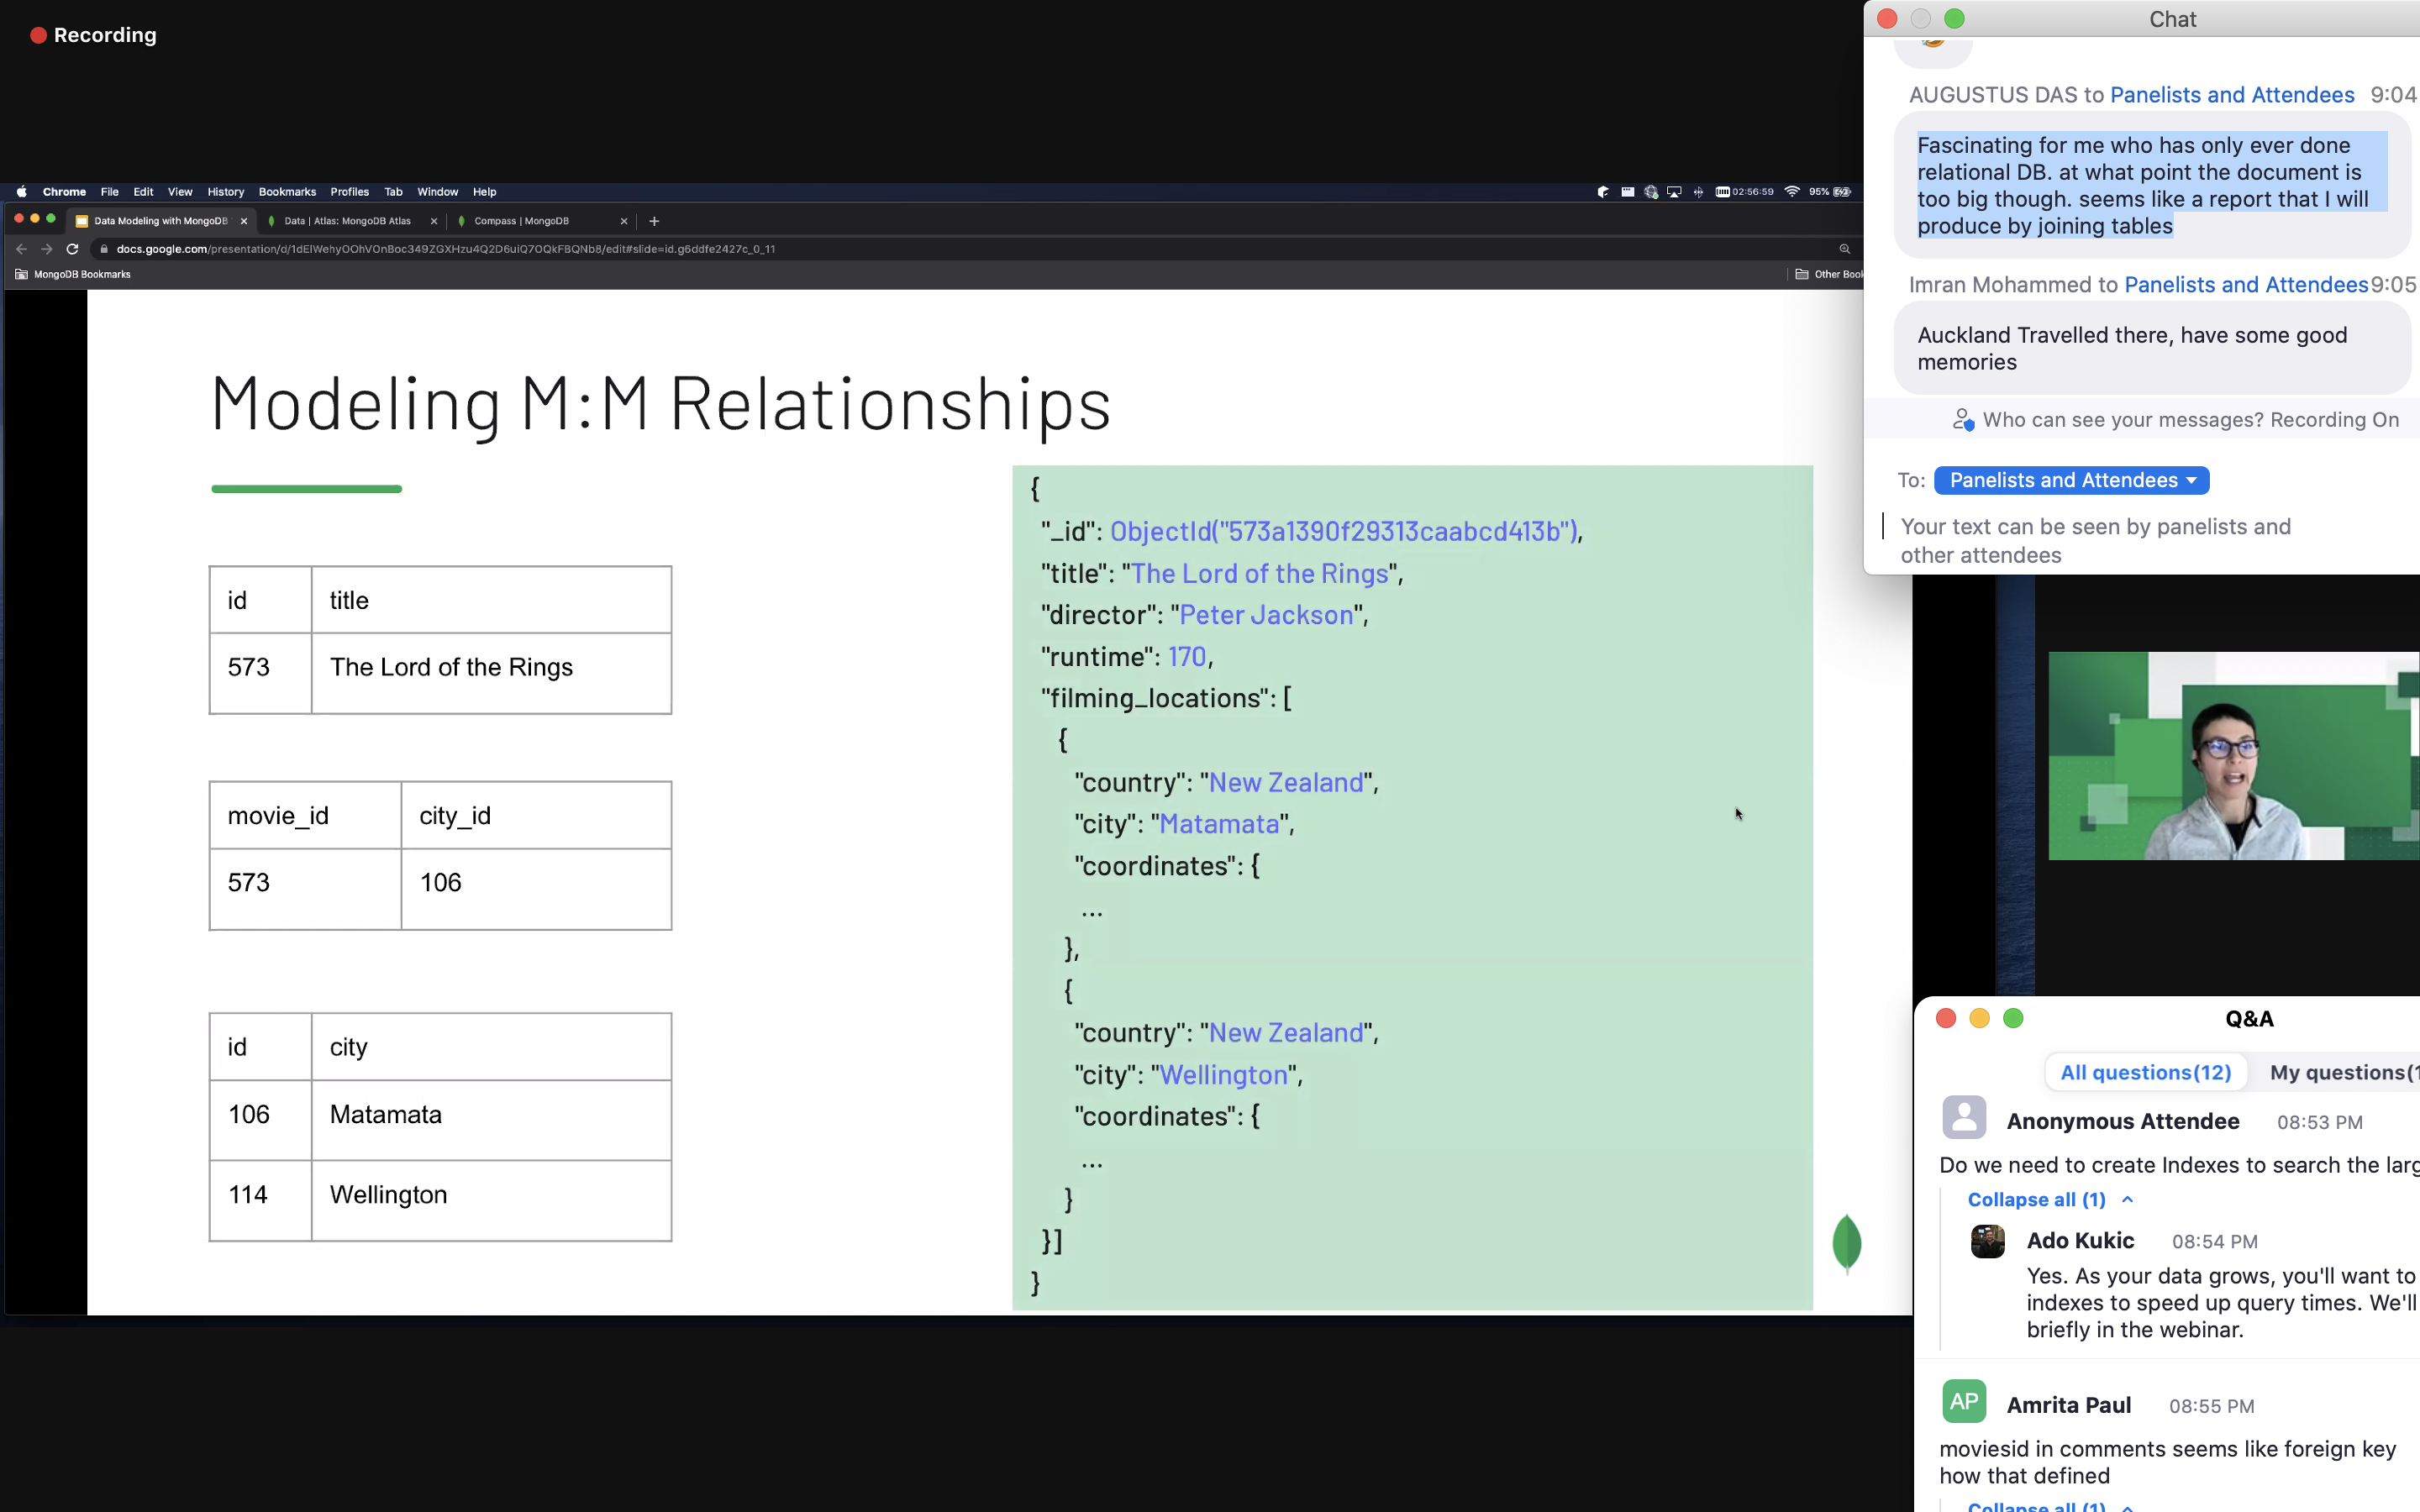 Recording
Chrome File Edit View History Bookmarks Profiles Tab Window Help
02:56:59 95%
Data Modeling with MongoDB
Data | Atlas: MongoDB Atlas
Compass | MongoDB
docs.google.com/presentation/d/1dElWehyOOhVOnBoc349ZGXHzu4Q2D6uiQ7OQkFBQNb8/edit#slide=id.g6ddfe2427c_0_11
MongoDB Bookmarks
Other Book
Modeling M:M Relationships
id title
573 The Lord of the Rings
movie_id city_id
573 106
id city
106 Matamata
114 Wellington
{
"_id": ObjectId("573a1390f29313caabcd413b"),
"title": "The Lord of the Rings",
"director": "Peter Jackson",
"runtime": 170,
"filming_locations": [
{
"country": "New Zealand",
"city": "Matamata",
"coordinates": {
...
},
{
"country": "New Zealand",
"city": "Wellington",
"coordinates": {
...
}
}]
}
Chat
AUGUSTUS DAS to Panelists and Attendees 9:04
Fascinating for me who has only ever done
relational DB. at what point the document is
too big though. seems like a report that I will
produce by joining tables
Imran Mohammed to Panelists and Attendees 9:05
Auckland Travelled there, have some good
memories
Who can see your messages? Recording On
To: Panelists and Attendees
Your text can be seen by panelists and
other attendees
Q&A
All questions(12) My questions(1
Anonymous Attendee 08:53 PM
Do we need to create Indexes to search the larg
Collapse all (1)
Ado Kukic 08:54 PM
Yes. As your data grows, you'll want to
indexes to speed up query times. We'll
briefly in the webinar.
AP Amrita Paul 08:55 PM
moviesid in comments seems like foreign key
how that defined
Collapse all (1)